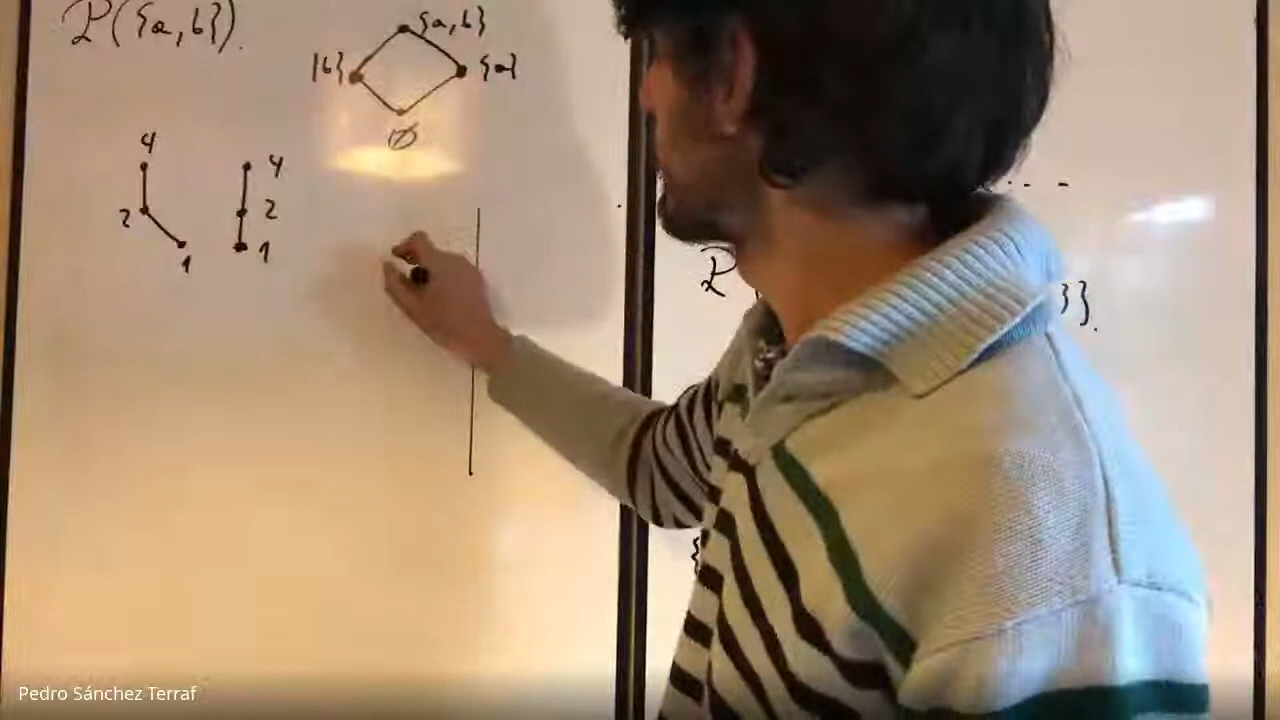 𝒫({a,b}).
{a,b}
{b}
{a}
∅
4
4
2
2
1
1
𝒫
}}.
{
Pedro Sánchez Terraf